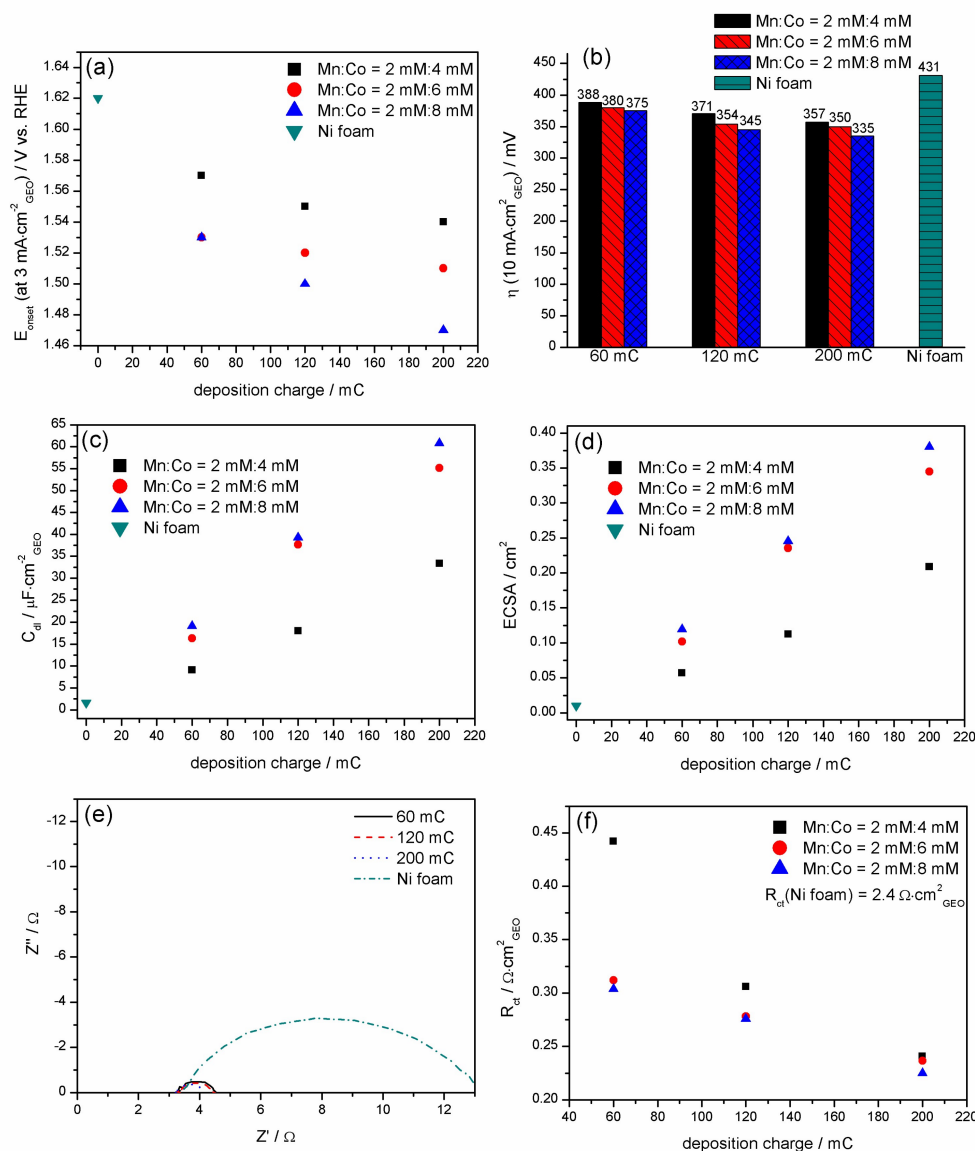 (a)
Mn:Co = 2 mM:4 mM
Mn:Co = 2 mM:6 mM
Mn:Co = 2 mM:8 mM
Ni foam
1.64
1.62
1.60
1.58
1.56
1.54
1.52
1.50
1.48
1.46
0 20 40 60 80 100 120 140 160 180 200 220
E_onset (at 3 mA·cm⁻²_GEO) / V vs. RHE
deposition charge / mC
(b)
Mn:Co = 2 mM:4 mM
Mn:Co = 2 mM:6 mM
Mn:Co = 2 mM:8 mM
Ni foam
450
400
350
300
250
200
150
100
50
0
388 380 375
371 354 345
357 350 335
431
60 mC 120 mC 200 mC Ni foam
η (10 mA·cm²_GEO) / mV
(c)
Mn:Co = 2 mM:4 mM
Mn:Co = 2 mM:6 mM
Mn:Co = 2 mM:8 mM
Ni foam
65
60
55
50
45
40
35
30
25
20
15
10
5
0
0 20 40 60 80 100 120 140 160 180 200 220
C_dl / μF·cm⁻²_GEO
deposition charge / mC
(d)
Mn:Co = 2 mM:4 mM
Mn:Co = 2 mM:6 mM
Mn:Co = 2 mM:8 mM
Ni foam
0.40
0.35
0.30
0.25
0.20
0.15
0.10
0.05
0.00
0 20 40 60 80 100 120 140 160 180 200 220
ECSA / cm²
deposition charge / mC
(e)
60 mC
120 mC
200 mC
Ni foam
-12
-10
-8
-6
-4
-2
0
0 2 4 6 8 10 12
Z'' / Ω
Z' / Ω
(f)
Mn:Co = 2 mM:4 mM
Mn:Co = 2 mM:6 mM
Mn:Co = 2 mM:8 mM
R_ct(Ni foam) = 2.4 Ω·cm²_GEO
0.45
0.40
0.35
0.30
0.25
0.20
40 60 80 100 120 140 160 180 200 220
R_ct / Ω·cm²_GEO
deposition charge / mC